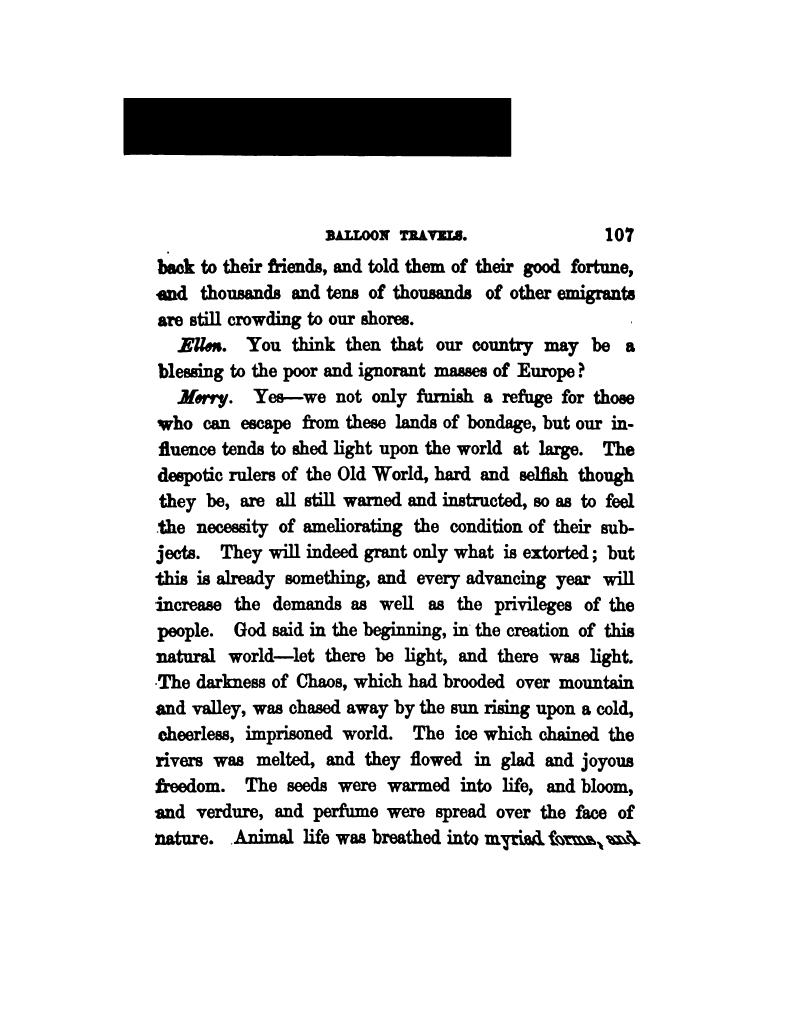 BALLOON TRAVELS. 107
back to their friends, and told them of their good fortune,
and thousands and tens of thousands of other emigrants
are still crowding to our shores.
Ellen. You think then that our country may be a
blessing to the poor and ignorant masses of Europe?
Merry. Yes—we not only furnish a refuge for those
who can escape from these lands of bondage, but our in-
fluence tends to shed light upon the world at large. The
despotic rulers of the Old World, hard and selfish though
they be, are all still warned and instructed, so as to feel
the necessity of ameliorating the condition of their sub-
jects. They will indeed grant only what is extorted; but
this is already something, and every advancing year will
increase the demands as well as the privileges of the
people. God said in the beginning, in the creation of this
natural world—let there be light, and there was light.
The darkness of Chaos, which had brooded over mountain
and valley, was chased away by the sun rising upon a cold,
cheerless, imprisoned world. The ice which chained the
rivers was melted, and they flowed in glad and joyous
freedom. The seeds were warmed into life, and bloom,
and verdure, and perfume were spread over the face of
nature. Animal life was breathed into myriad forms, and